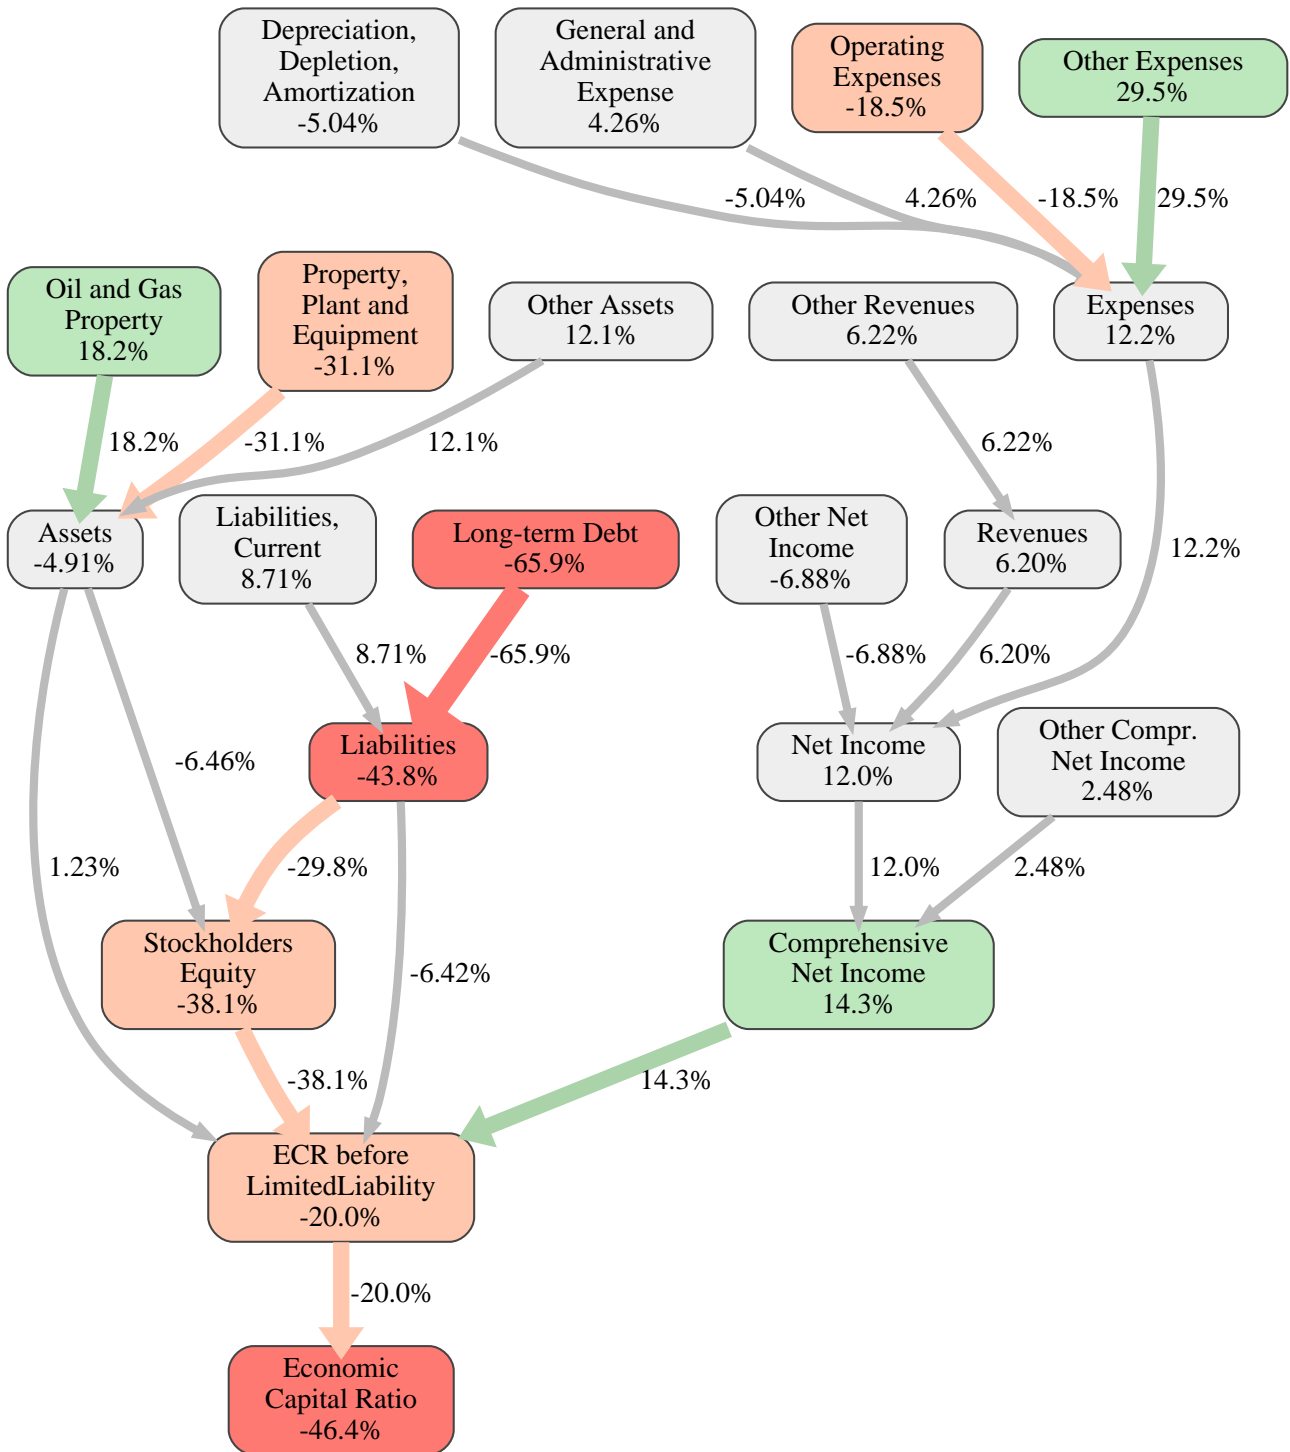 Depreciation,
Depletion,
Amortization
-5.04%
General and
Administrative
Expense
4.26%
Operating
Expenses
-18.5%
Other Expenses
29.5%
-5.04%
4.26%
-18.5%
29.5%
Oil and Gas
Property
18.2%
Property,
Plant and
Equipment
-31.1%
Other Assets
12.1%
Other Revenues
6.22%
Expenses
12.2%
18.2%
-31.1%
12.1%
6.22%
Assets
-4.91%
Liabilities,
Current
8.71%
Long-term Debt
-65.9%
Other Net
Income
-6.88%
Revenues
6.20%
12.2%
8.71%
-65.9%
-6.88%
6.20%
-6.46%
Liabilities
-43.8%
Net Income
12.0%
Other Compr.
Net Income
2.48%
1.23%
-29.8%
12.0%
2.48%
Stockholders
Equity
-38.1%
-6.42%
Comprehensive
Net Income
14.3%
-38.1%
14.3%
ECR before
LimitedLiability
-20.0%
-20.0%
Economic
Capital Ratio
-46.4%